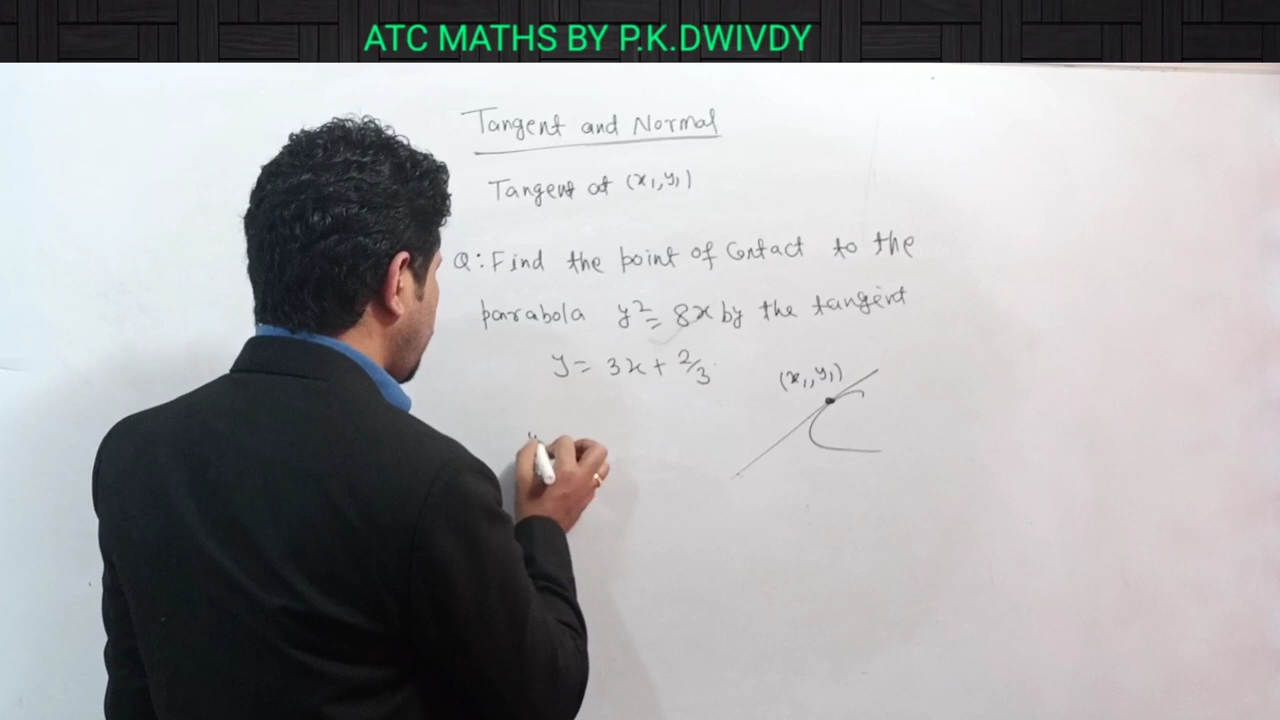 ATC MATHS BY P.K.DWIVDY
Tangent and Normal
Tangent at (x₁,y₁)
Q: Find the point of Contact to the
parabola y² = 8x by the tangent
y = 3x + 2/3
(x₁,y₁)